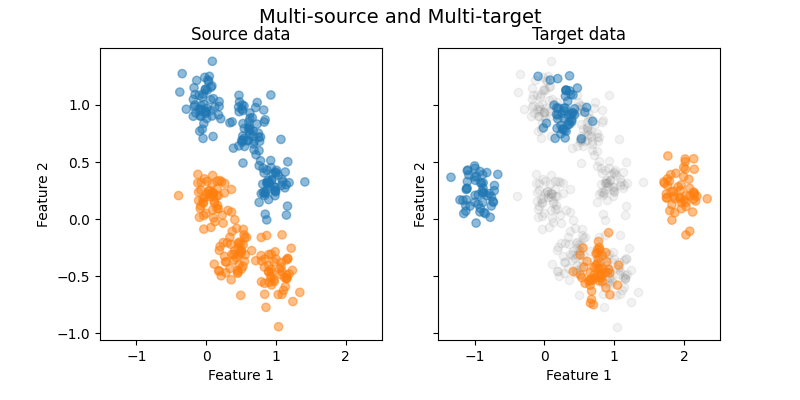 Multi-source and Multi-target
Source data
Target data
Feature 2
1.0
0.5
0.0
−0.5
−1.0
−1 0 1 2
Feature 1
Feature 2
−1 0 1 2
Feature 1